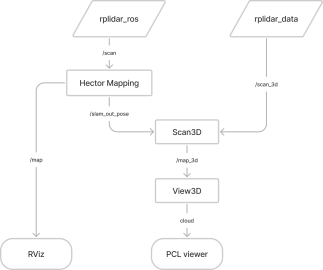 rplidar_ros
rplidar_data
/scan
Hector Mapping
/scan_3d
/slam_out_pose
Scan3D
/map
/map_3d
View3D
cloud
RViz
PCL viewer